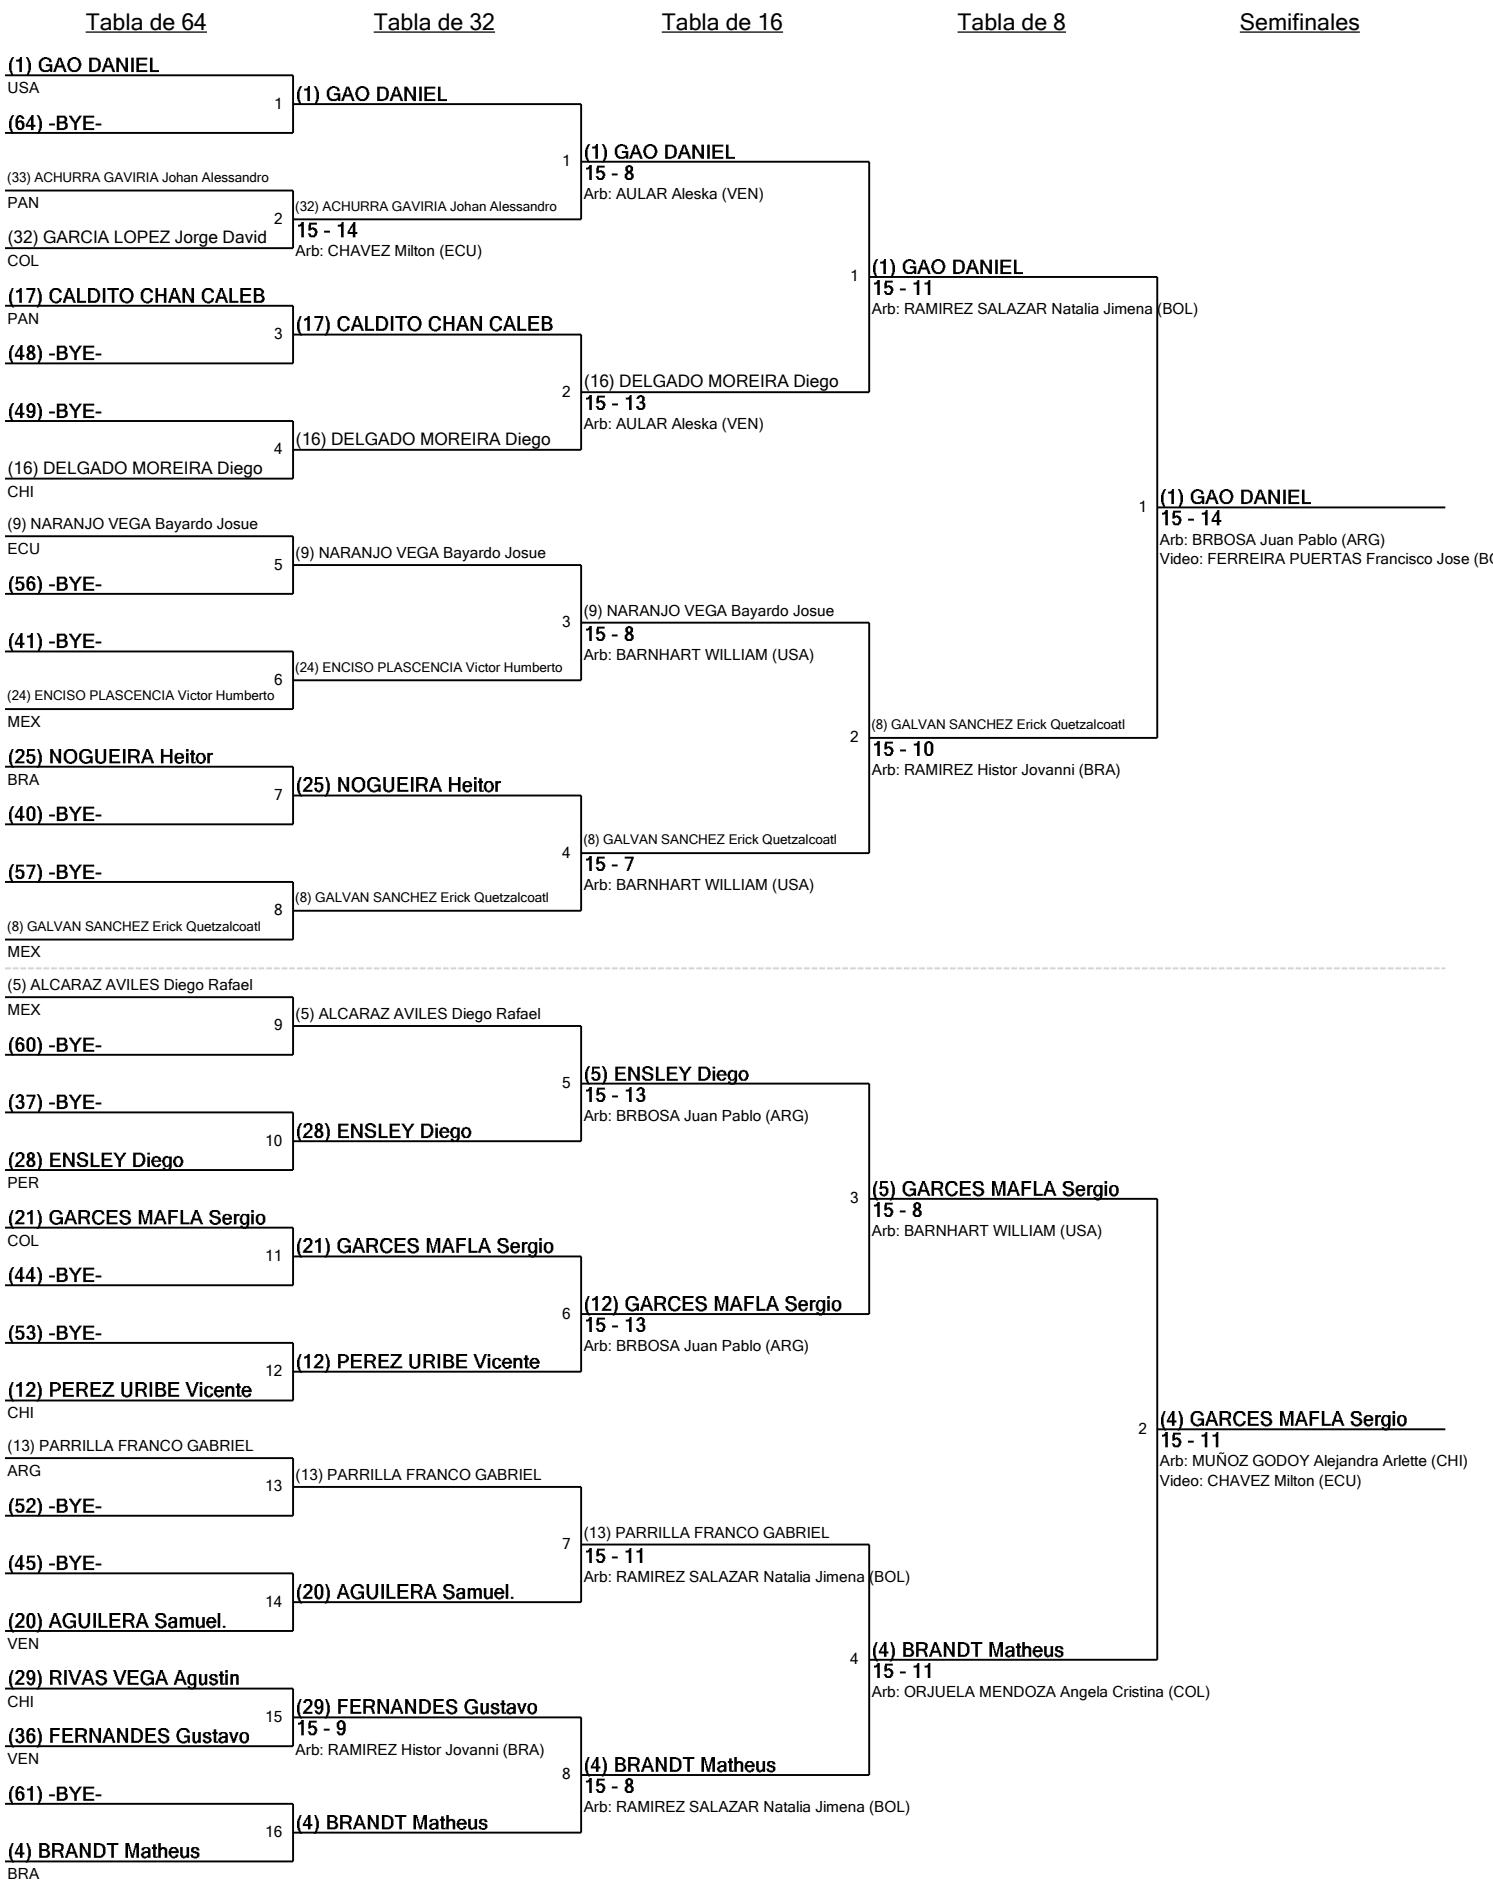 Tabla de 64
Tabla de 32
Tabla de 16
Tabla de 8
Semifinales
(1) GAO DANIEL
USA
1
(64) -BYE-
(33) ACHURRA GAVIRIA Johan Alessandro
PAN
2
(32) GARCIA LOPEZ Jorge David
COL
(17) CALDITO CHAN CALEB
PAN
3
(48) -BYE-
(49) -BYE-
4
(16) DELGADO MOREIRA Diego
CHI
(9) NARANJO VEGA Bayardo Josue
ECU
5
(56) -BYE-
(41) -BYE-
6
(24) ENCISO PLASCENCIA Victor Humberto
MEX
(25) NOGUEIRA Heitor
BRA
7
(40) -BYE-
(57) -BYE-
8
(8) GALVAN SANCHEZ Erick Quetzalcoatl
MEX
(5) ALCARAZ AVILES Diego Rafael
MEX
9
(60) -BYE-
(37) -BYE-
10
(28) ENSLEY Diego
PER
(21) GARCES MAFLA Sergio
COL
11
(44) -BYE-
(53) -BYE-
12
(12) PEREZ URIBE Vicente
CHI
(13) PARRILLA FRANCO GABRIEL
ARG
13
(52) -BYE-
(45) -BYE-
14
(20) AGUILERA Samuel.
VEN
(29) RIVAS VEGA Agustin
CHI
15
(36) FERNANDES Gustavo
VEN
(61) -BYE-
16
(4) BRANDT Matheus
BRA
(1) GAO DANIEL
1
(32) ACHURRA GAVIRIA Johan Alessandro
15 - 14
Arb: CHAVEZ Milton (ECU)
(17) CALDITO CHAN CALEB
2
(16) DELGADO MOREIRA Diego
(9) NARANJO VEGA Bayardo Josue
3
(24) ENCISO PLASCENCIA Victor Humberto
(25) NOGUEIRA Heitor
4
(8) GALVAN SANCHEZ Erick Quetzalcoatl
(5) ALCARAZ AVILES Diego Rafael
5
(28) ENSLEY Diego
(21) GARCES MAFLA Sergio
6
(12) PEREZ URIBE Vicente
(13) PARRILLA FRANCO GABRIEL
7
(20) AGUILERA Samuel.
(29) FERNANDES Gustavo
15 - 9
Arb: RAMIREZ Histor Jovanni (BRA)
8
(4) BRANDT Matheus
(1) GAO DANIEL
15 - 8
Arb: AULAR Aleska (VEN)
1
(16) DELGADO MOREIRA Diego
15 - 13
Arb: AULAR Aleska (VEN)
(9) NARANJO VEGA Bayardo Josue
15 - 8
Arb: BARNHART WILLIAM (USA)
2
(8) GALVAN SANCHEZ Erick Quetzalcoatl
15 - 7
Arb: BARNHART WILLIAM (USA)
(5) ENSLEY Diego
15 - 13
Arb: BRBOSA Juan Pablo (ARG)
3
(12) GARCES MAFLA Sergio
15 - 13
Arb: BRBOSA Juan Pablo (ARG)
(13) PARRILLA FRANCO GABRIEL
15 - 11
Arb: RAMIREZ SALAZAR Natalia Jimena (BOL)
4
(4) BRANDT Matheus
15 - 8
Arb: RAMIREZ SALAZAR Natalia Jimena (BOL)
(1) GAO DANIEL
15 - 11
Arb: RAMIREZ SALAZAR Natalia Jimena (BOL)
1
(8) GALVAN SANCHEZ Erick Quetzalcoatl
15 - 10
Arb: RAMIREZ Histor Jovanni (BRA)
(5) GARCES MAFLA Sergio
15 - 8
Arb: BARNHART WILLIAM (USA)
2
(4) BRANDT Matheus
15 - 11
Arb: ORJUELA MENDOZA Angela Cristina (COL)
(1) GAO DANIEL
15 - 14
Arb: BRBOSA Juan Pablo (ARG)
Video: FERREIRA PUERTAS Francisco Jose
(4) GARCES MAFLA Sergio
15 - 11
Arb: MUÑOZ GODOY Alejandra Arlette (CHI)
Video: CHAVEZ Milton (ECU)